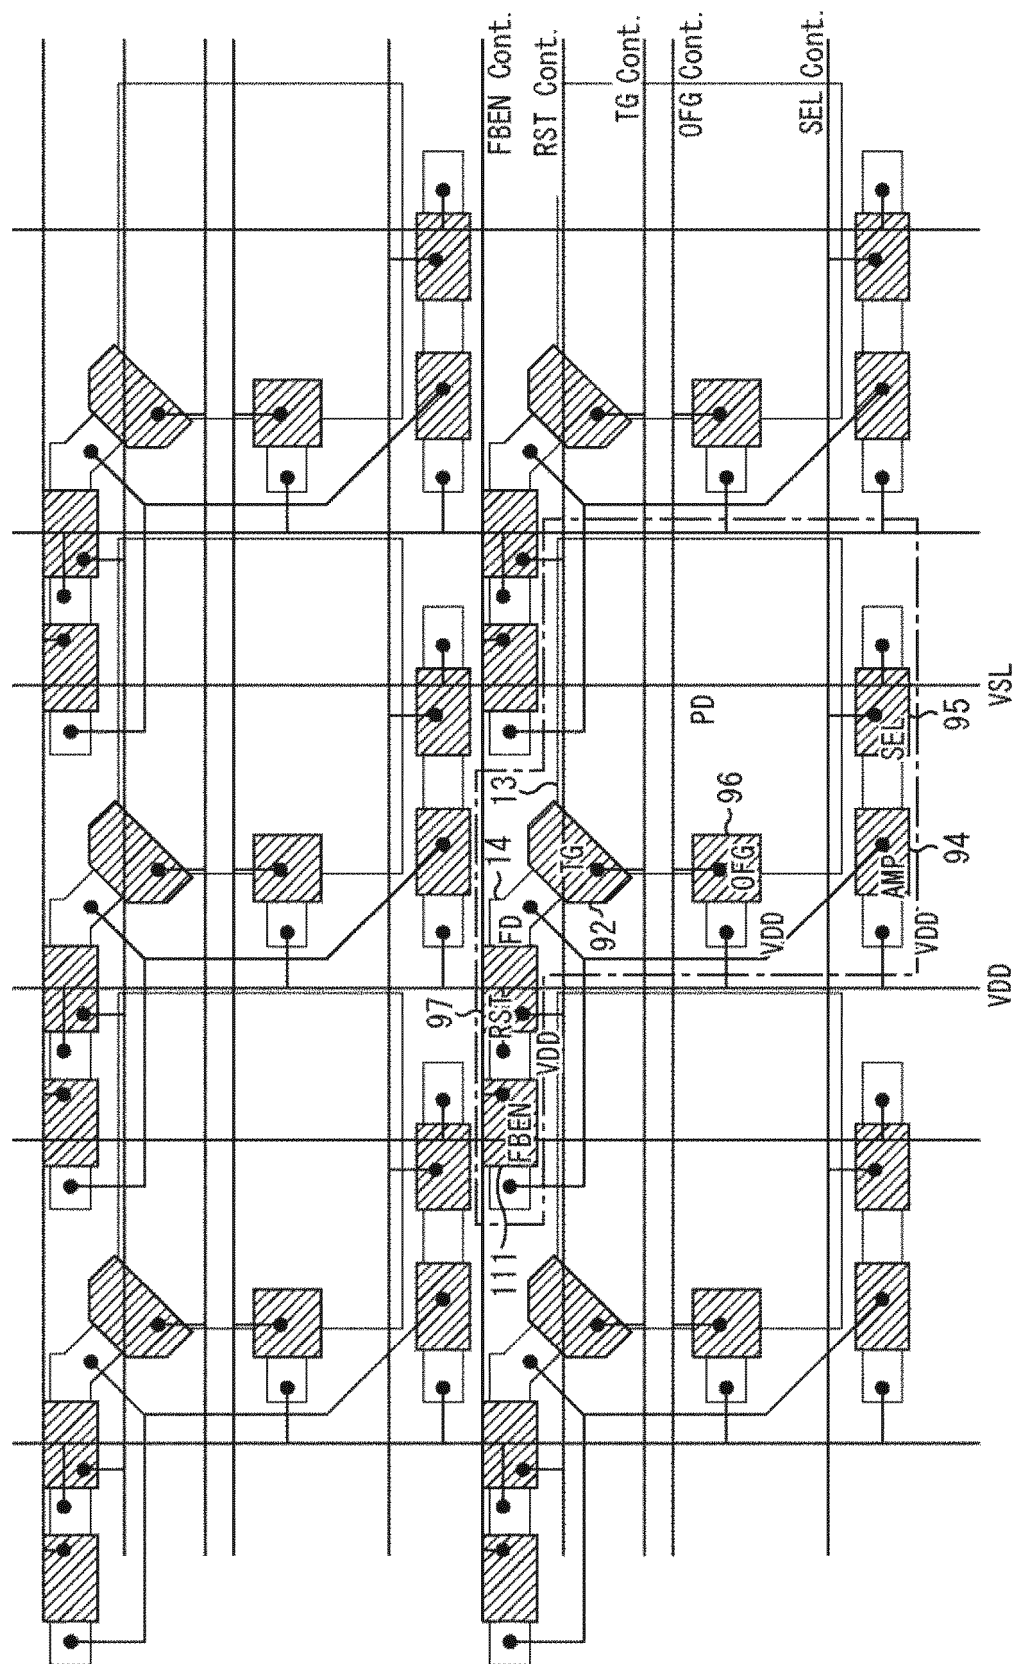 FBEN Cont.
RST Cont.
TG Cont.
OFG Cont.
SEL Cont.
13
14
PD
TG
92
FD
96
OFG
VDD
SEL
95
AMP
94
VDD
VSL
VDD
97
RST
VDD
FBEN
111